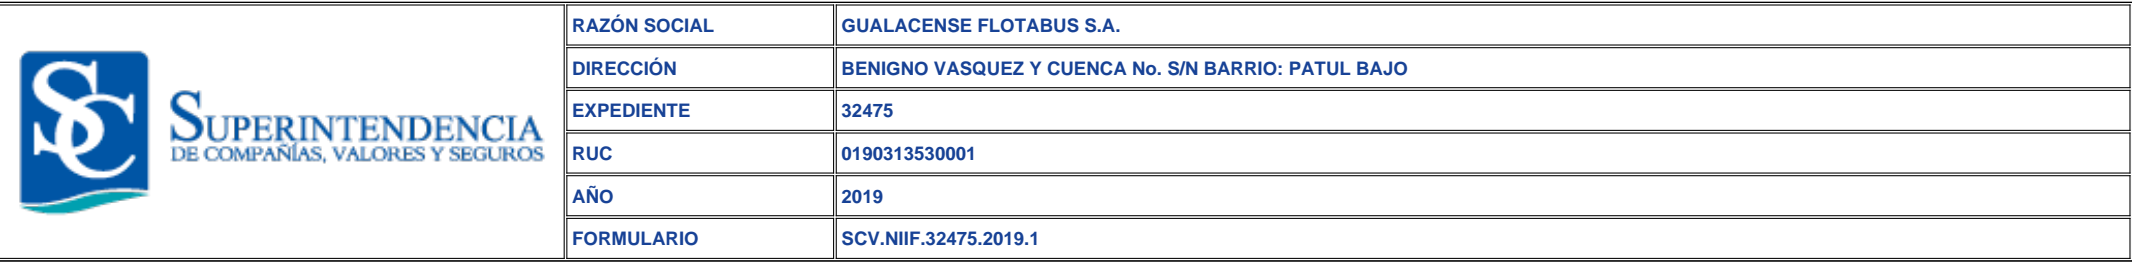 SC
SUPERINTENDENCIA
DE COMPAÑÍAS, VALORES Y SEGUROS
RAZÓN SOCIAL GUALACENSE FLOTABUS S.A.
DIRECCIÓN BENIGNO VASQUEZ Y CUENCA No. S/N BARRIO: PATUL BAJO
EXPEDIENTE 32475
RUC 0190313530001
AÑO 2019
FORMULARIO SCV.NIIF.32475.2019.1